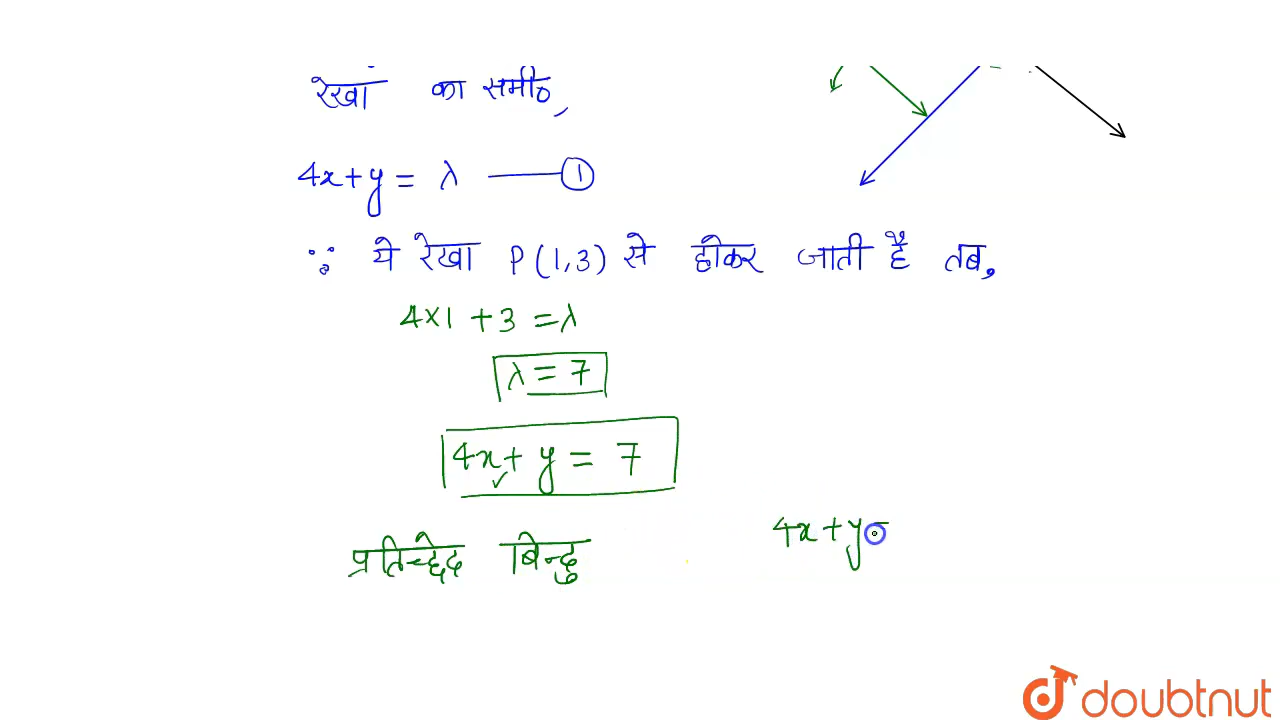 रेखा का समी०,
4x+y = λ —— ①
∵ ये रेखा P(1,3) से होकर जाती है तब,
4×1 + 3 = λ
λ = 7
4x+ y = 7
प्रतिच्छेद बिन्दु
4x+y=
doubtnut